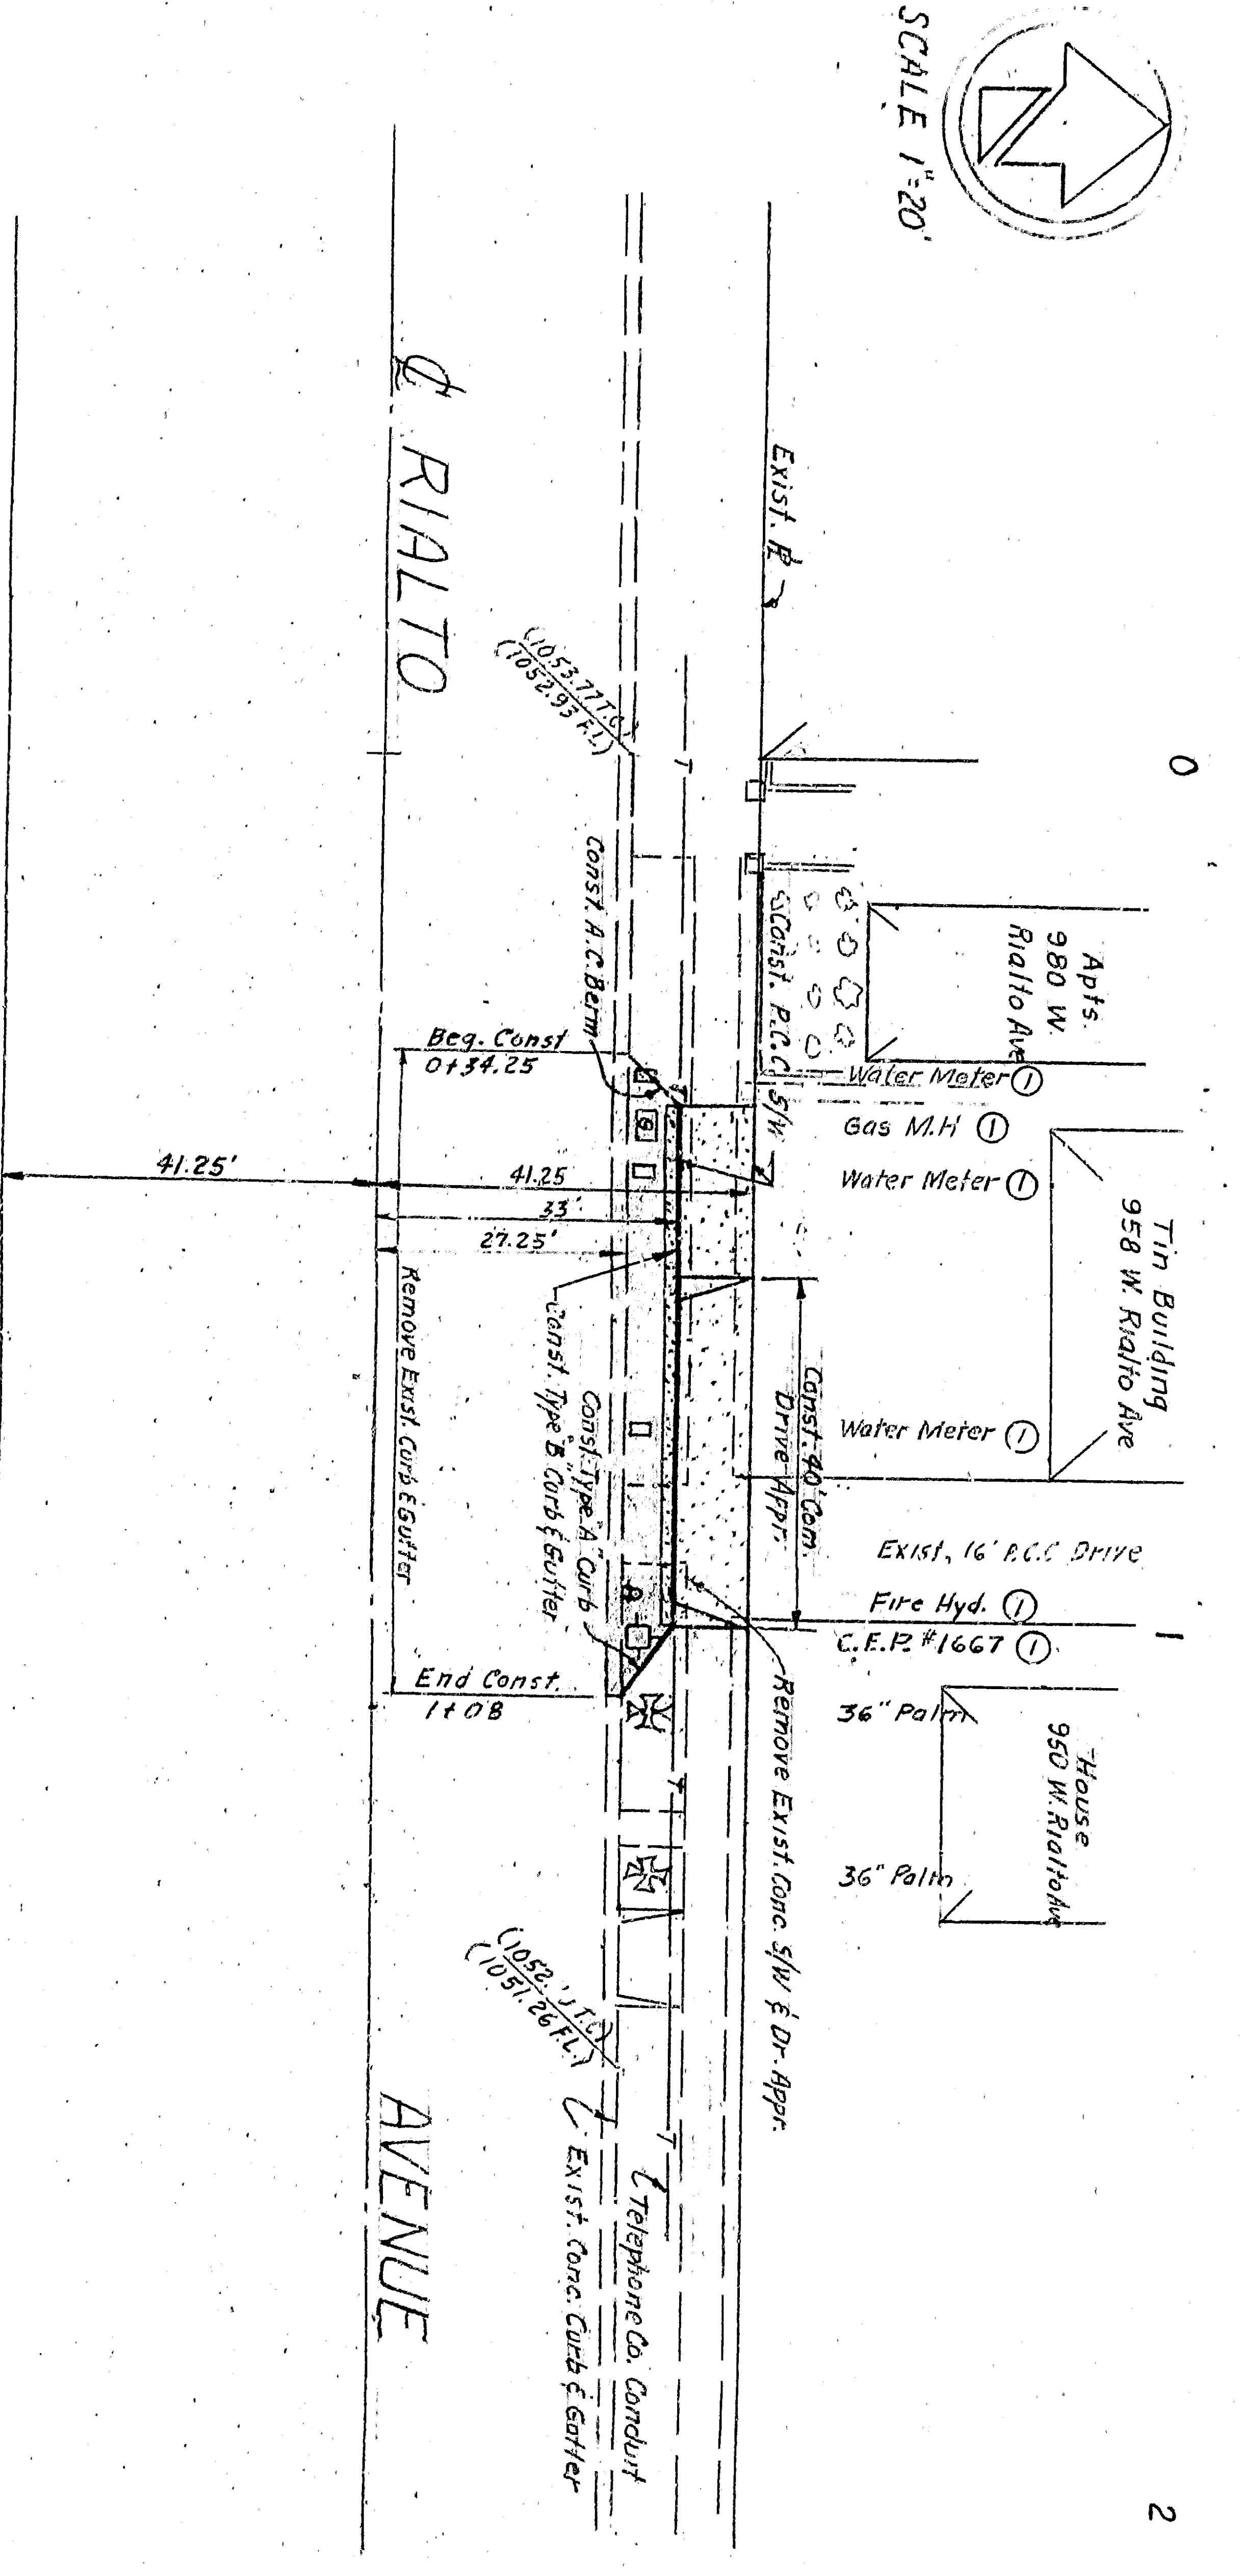 SCALE 1"=20'
℄ RIALTO
AVENUE
Exist. ℙL
0
1
2
(1053.77 T.C.)
(1052.93 F.L)
Const. A.C. Berm
Const. P.C.C. S/W
Apts.
980 W.
Rialto Ave
Water Meter ①
Gas M.H ①
Water Meter ①
Tin Building
958 W. Rialto Ave
Water Meter ①
Exist. 16' P.C.C Drive
Fire Hyd. ①
C.E.P. #1667 ①
36" Palm
House
950 W. Rialto Ave
36" Palm
Beg. Const
0+34.25
41.25'
41.25
33'
27.25'
Remove Exist. Curb & Gutter
Const. Type "B" Curb & Gutter
Const. Type "A" Curb
Const. 40' Com.
Drive Appr.
End Const.
1+08
Remove Exist. Conc. S/W & Dr. Appr.
T
G
T
T
(1051.26 F.L.)
Telephone Co. Conduit
Exist. Conc. Curb & Gutter